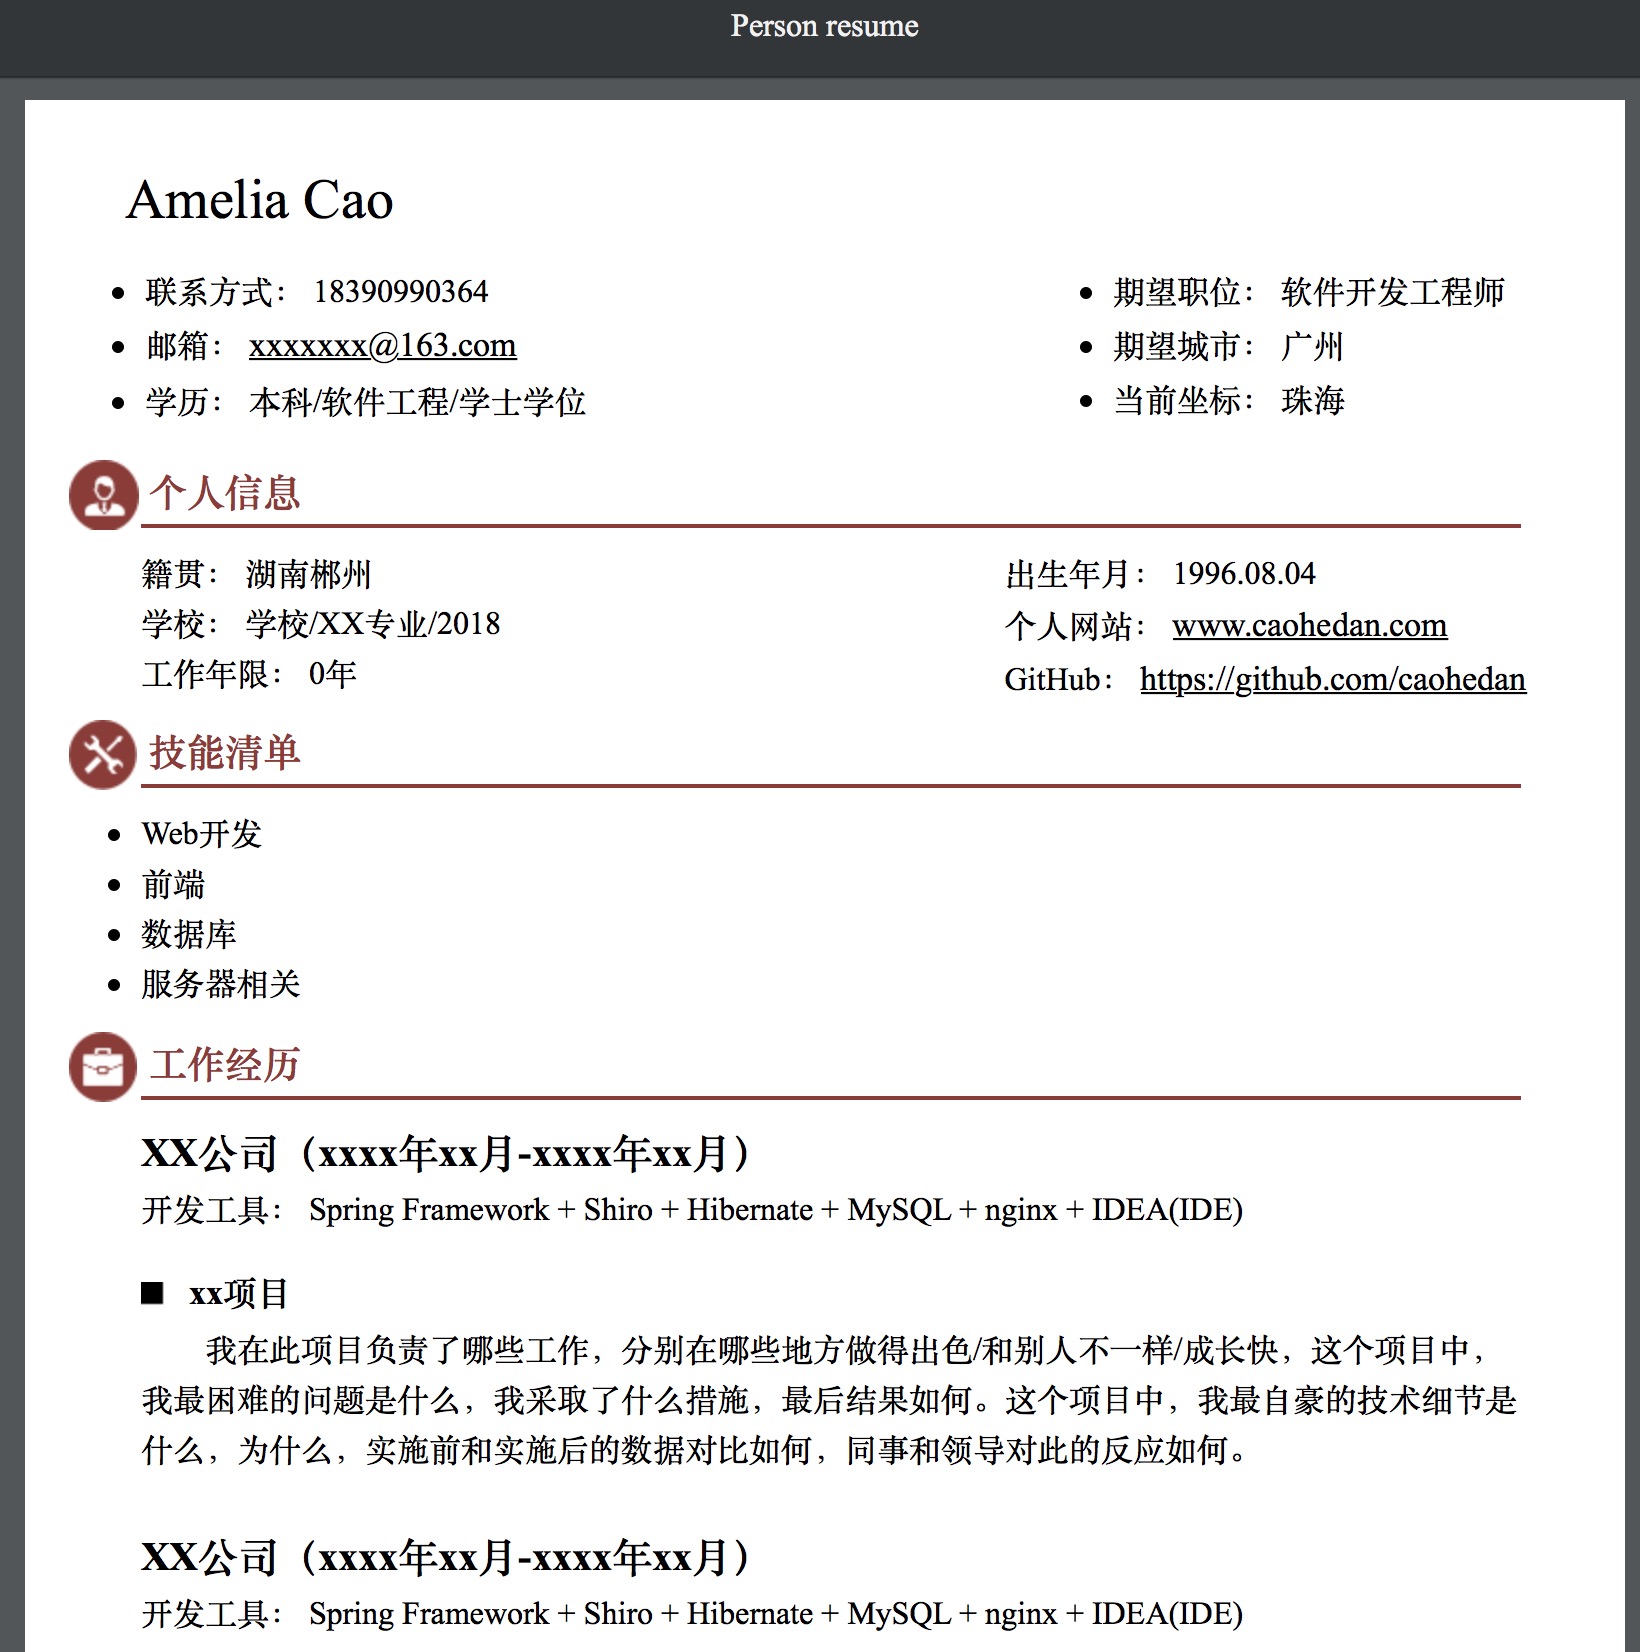 Person resume
Amelia Cao
联系方式： 18390990364
邮箱： xxxxxxx@163.com
学历： 本科/软件工程/学士学位
期望职位： 软件开发工程师
期望城市： 广州
当前坐标： 珠海
个人信息
籍贯： 湖南郴州
学校： 学校/XX专业/2018
工作年限： 0年
出生年月： 1996.08.04
个人网站： www.caohedan.com
GitHub： https://github.com/caohedan
技能清单
Web开发
前端
数据库
服务器相关
工作经历
XX公司（xxxx年xx月-xxxx年xx月）
开发工具： Spring Framework + Shiro + Hibernate + MySQL + nginx + IDEA(IDE)
xx项目
我在此项目负责了哪些工作，分别在哪些地方做得出色/和别人不一样/成长快，这个项目中，
我最困难的问题是什么，我采取了什么措施，最后结果如何。这个项目中，我最自豪的技术细节是
什么，为什么，实施前和实施后的数据对比如何，同事和领导对此的反应如何。
XX公司（xxxx年xx月-xxxx年xx月）
开发工具： Spring Framework + Shiro + Hibernate + MySQL + nginx + IDEA(IDE)